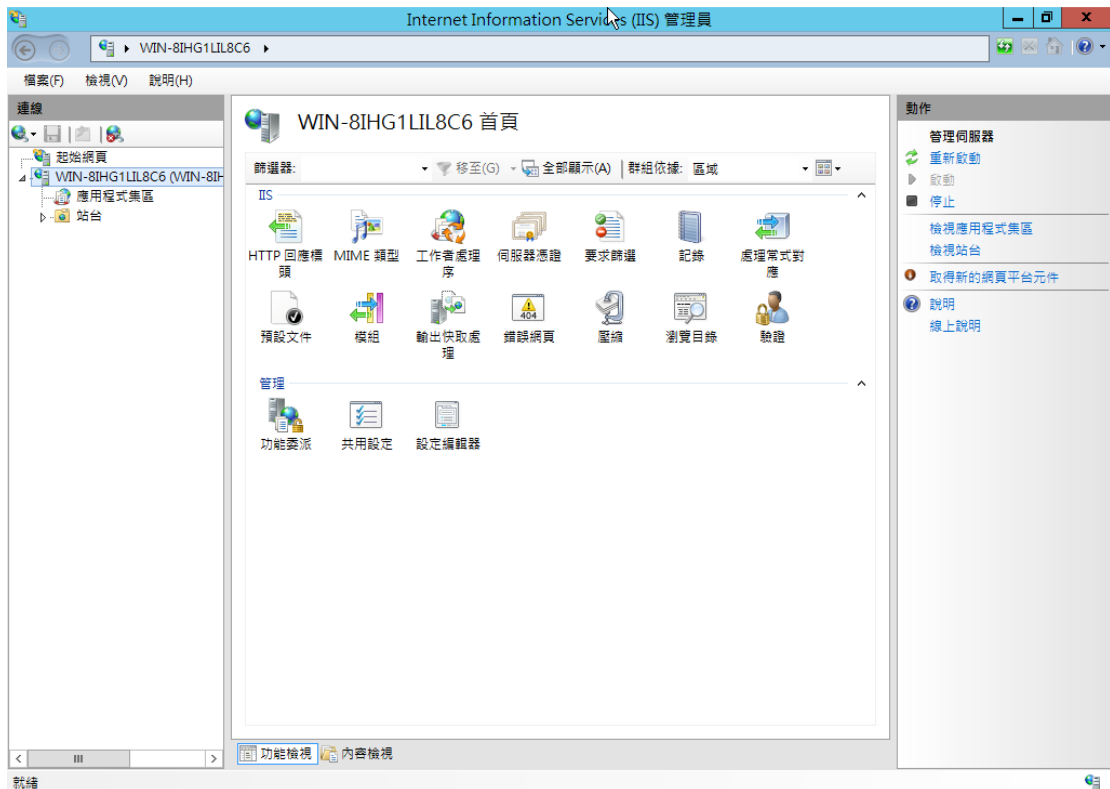 Internet Information Services (IIS) 管理員
WIN-8IHG1LIL8C6
檔案(F) 檢視(V) 說明(H)
連線
起始網頁
WIN-8IHG1LIL8C6 (WIN-8IH
應用程式集區
站台
WIN-8IHG1LIL8C6 首頁
篩選器: 移至(G) 全部顯示(A) 群組依據: 區域
IIS
HTTP 回應標頭 MIME 類型 工作者處理序 伺服器憑證 要求篩選 記錄 處理常式對應
預設文件 模組 輸出快取處理 錯誤網頁 壓縮 瀏覽目錄 驗證
404
管理
功能委派 共用設定 設定編輯器
功能檢視 內容檢視
動作
管理伺服器
重新啟動
啟動
停止
檢視應用程式集區
檢視站台
取得新的網頁平台元件
說明
線上說明
就緒